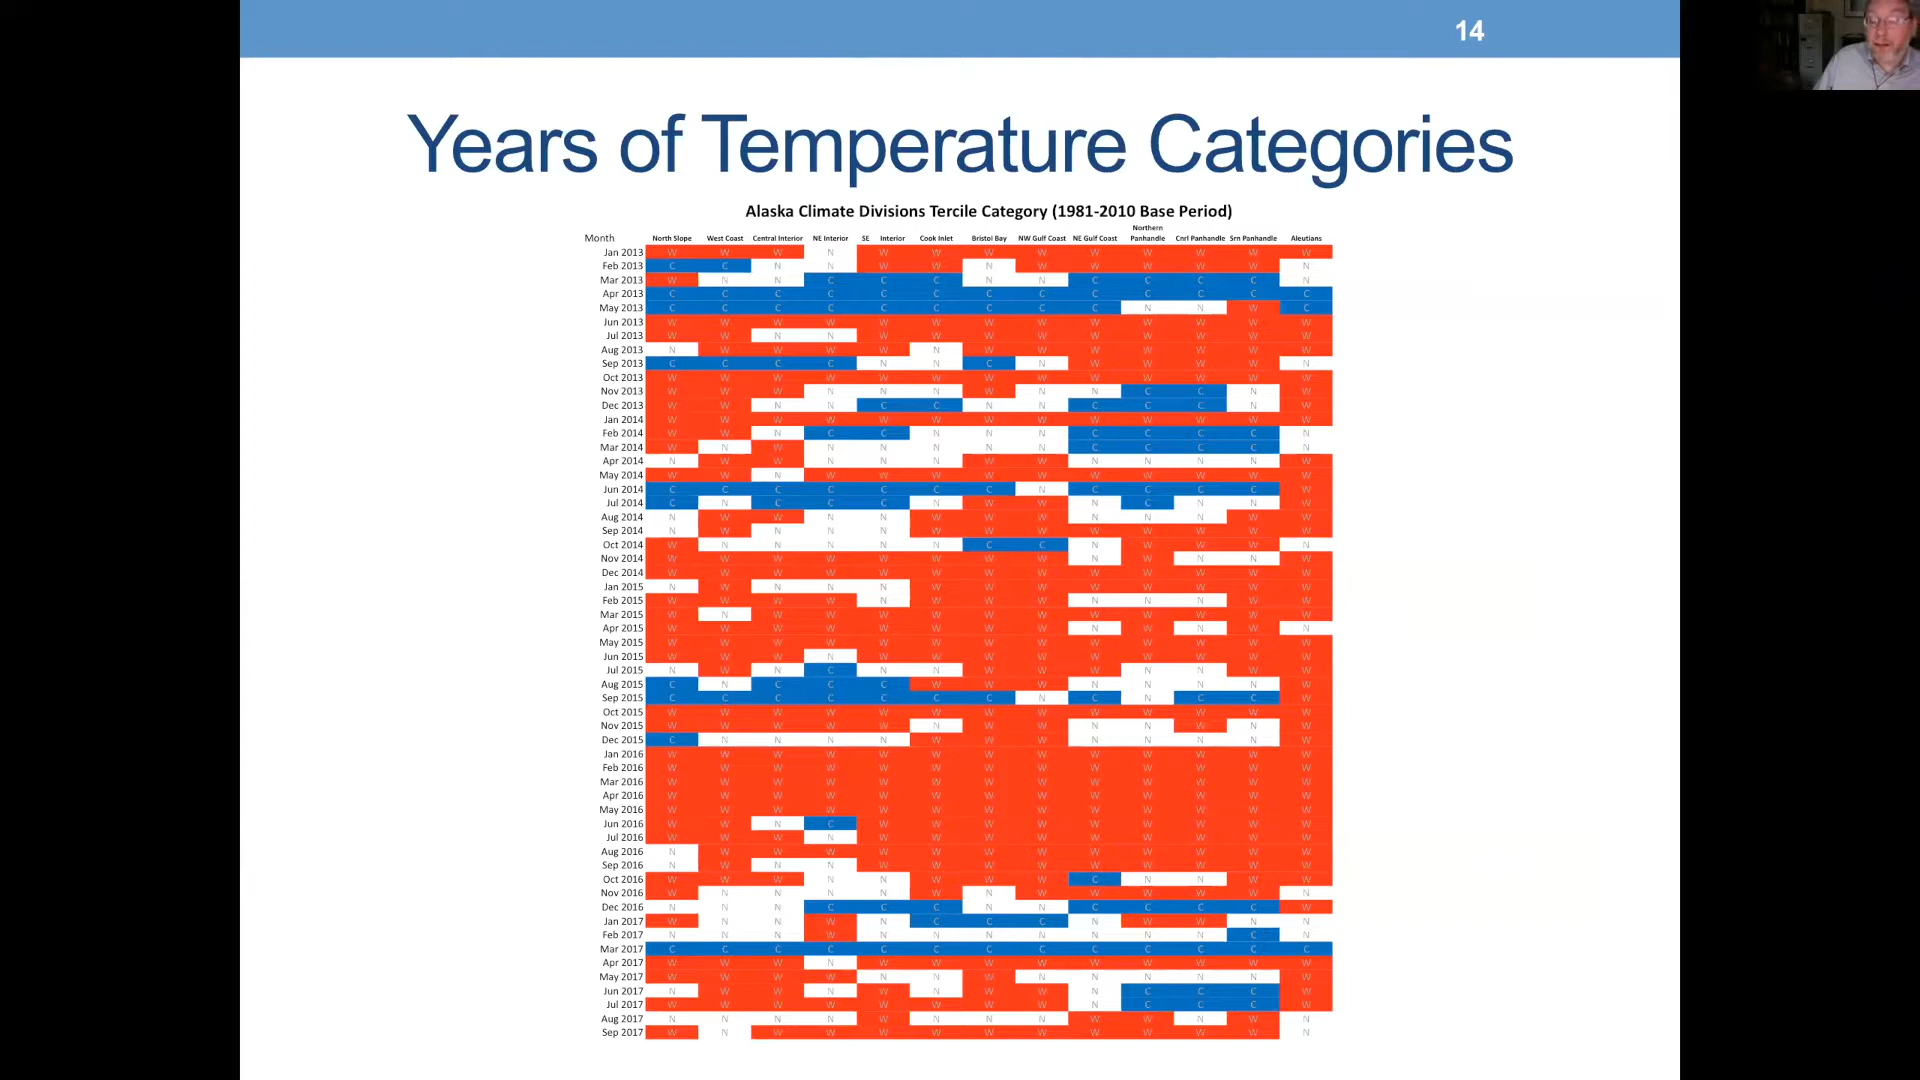 14
Years of Temperature Categories
Alaska Climate Divisions Tercile Category (1981-2010 Base Period)
Month North Slope West Coast Central Interior NE Interior SE Interior Cook Inlet Bristol Bay NW Gulf Coast NE Gulf Coast Northern Panhandle Cnrl Panhandle Srn Panhandle Aleutians
Jan 2013 W W W N W W W W W W W W W
Feb 2013 C C N N W W N W W W W W N
Mar 2013 W N N C C C N N C C C C N
Apr 2013 C C C C C C C C C C C C C
May 2013 C C C C C C C C C N N W C
Jun 2013 W W W W W W W W W W W W W
Jul 2013 W W N N W W W W W W W W W
Aug 2013 N W W W W N W W W W W W W
Sep 2013 C C C C N N C N W W W W N
Oct 2013 W W W W W W W W W W W W W
Nov 2013 W W W N N N W N N C C N W
Dec 2013 W W N N C C N N C C C N W
Jan 2014 W W W W W W W W W W W W W
Feb 2014 W W N C C N N N C C C C N
Mar 2014 W N W N N N N N C C C C W
Apr 2014 N W W N N N W W N N N N W
May 2014 W W N W W W W W W W W W W
Jun 2014 C C C C C C C N C C C C W
Jul 2014 C N C C C N W W N C N N W
Aug 2014 N W W N N W W W N N N W W
Sep 2014 N W N N N W W W W W W W W
Oct 2014 W N N N N N C C N W W W N
Nov 2014 W W W W W W W W N W N N W
Dec 2014 W W W W W W W W W W W W W
Jan 2015 N W N N N W W W W W W W W
Feb 2015 W W W W N W W W N N N W W
Mar 2015 W N W W W W W W W W W W W
Apr 2015 W W W W W W W W N W N W N
May 2015 W W W W W W W W W W W W W
Jun 2015 W W W N W W W W W W W W W
Jul 2015 N W N C N N W W W N N W W
Aug 2015 C N C C C W W W N N N N W
Sep 2015 C C C C C C C N C N C C W
Oct 2015 W W W W W W W W W W W W W
Nov 2015 W W W W W N W W N N W N W
Dec 2015 C N N N N W W W N N N N W
Jan 2016 W W W W W W W W W W W W W
Feb 2016 W W W W W W W W W W W W W
Mar 2016 W W W W W W W W W W W W W
Apr 2016 W W W W W W W W W W W W W
May 2016 W W W W W W W W W W W W W
Jun 2016 W W N C W W W W W W W W W
Jul 2016 W W W N W W W W W W W W W
Aug 2016 N W W W W W W W W W W W W
Sep 2016 N W N N W W W W W W W W W
Oct 2016 W W W N N W W W C N N W W
Nov 2016 W N N N N W N W W W W W N
Dec 2016 N N N C C C N N C C C C W
Jan 2017 W N N W N C C C N W W N N
Feb 2017 N N N W N N N N N N N C N
Mar 2017 C C C C C C C C C C C C C
Apr 2017 W W W N W W W W W W W W W
May 2017 W W W W N N W N N N N N W
Jun 2017 N W W N W N W W N C C C W
Jul 2017 W W W W W W W W N C C C W
Aug 2017 N N N N W N N N W W N W N
Sep 2017 W N W W W W W W W W W W N